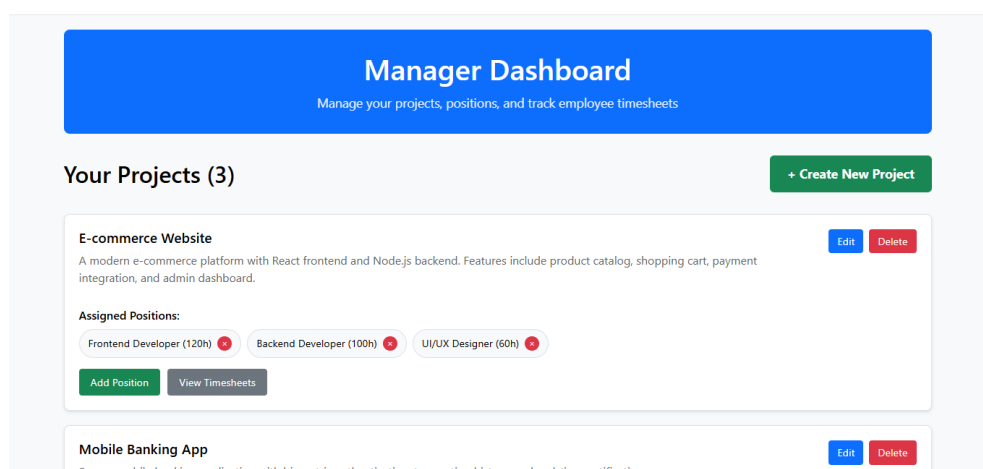 Manager Dashboard
Manage your projects, positions, and track employee timesheets
Your Projects (3)
+ Create New Project
E-commerce Website
Edit
Delete
A modern e-commerce platform with React frontend and Node.js backend. Features include product catalog, shopping cart, payment
integration, and admin dashboard.
Assigned Positions:
Frontend Developer (120h) ×
Backend Developer (100h) ×
UI/UX Designer (60h) ×
Add Position
View Timesheets
Mobile Banking App
Edit
Delete